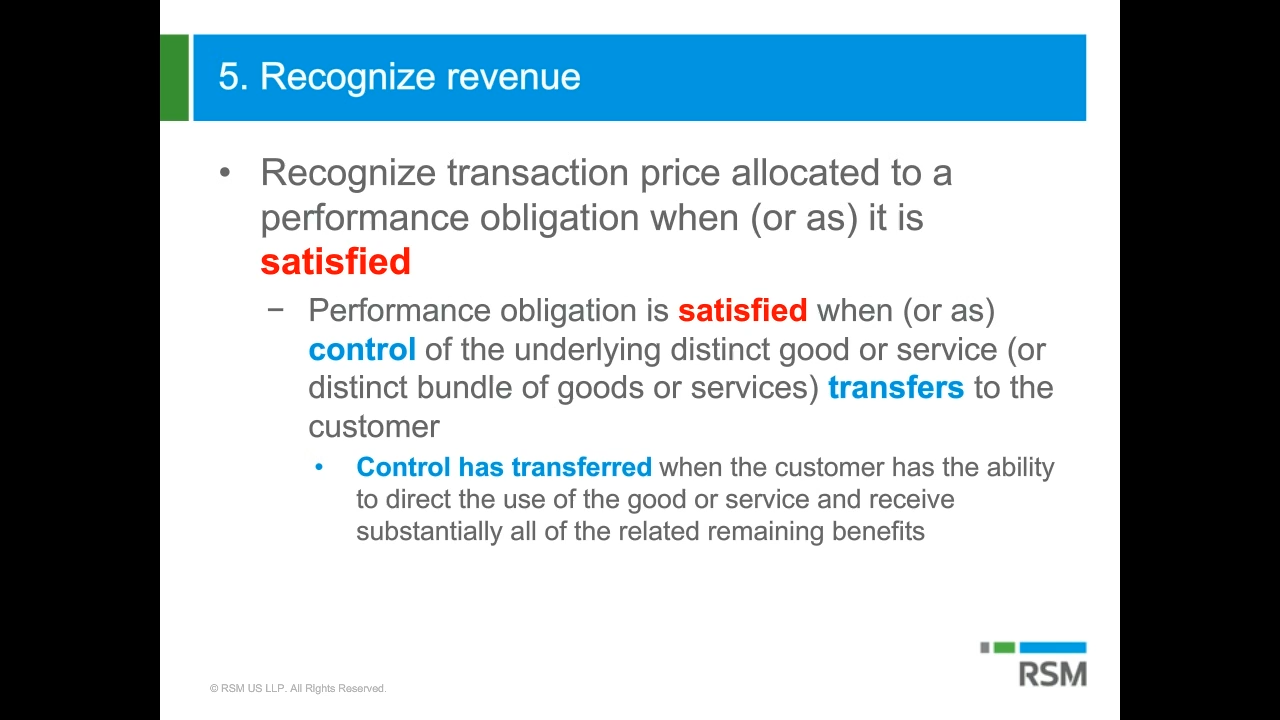 5. Recognize revenue
• Recognize transaction price allocated to a
performance obligation when (or as) it is
satisfied
− Performance obligation is satisfied when (or as)
control of the underlying distinct good or service (or
distinct bundle of goods or services) transfers to the
customer
• Control has transferred when the customer has the ability
to direct the use of the good or service and receive
substantially all of the related remaining benefits
RSM
© RSM US LLP. All Rights Reserved.